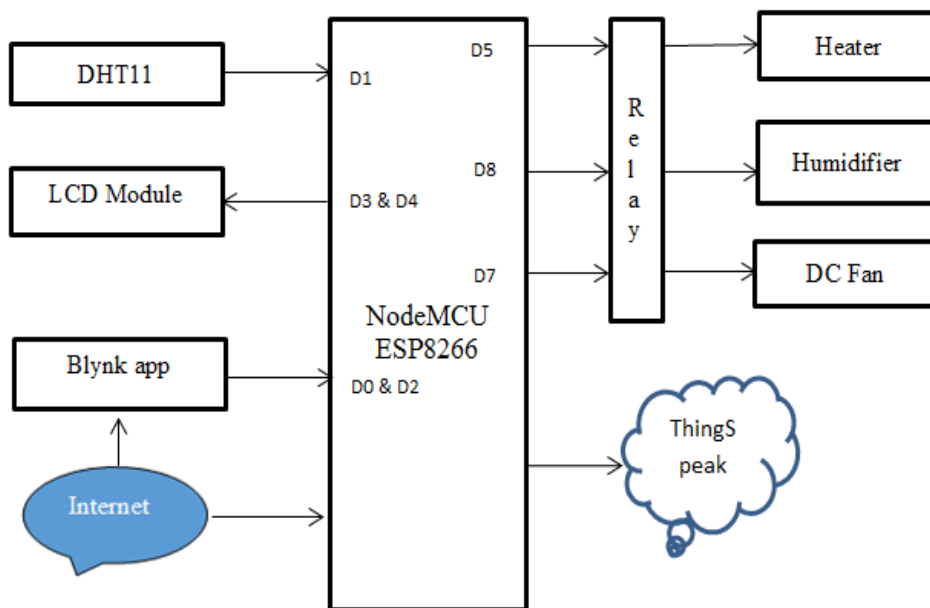 DHT11
LCD Module
Blynk app
Internet
D1
D3 & D4
D0 & D2
NodeMCU
ESP8266
D5
D8
D7
R
e
l
a
y
Heater
Humidifier
DC Fan
ThingS
peak